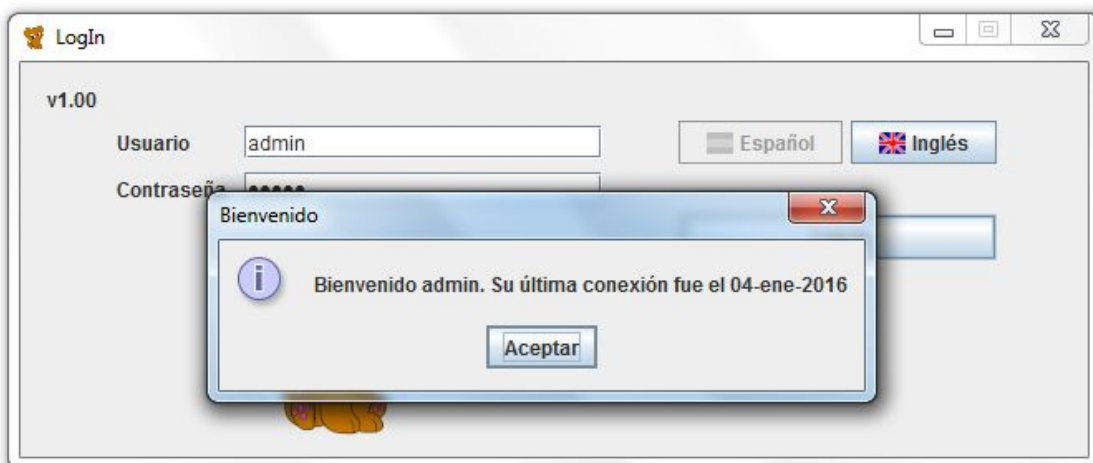 LogIn
v1.00
Usuario admin
Español Inglés
Contraseña •••••
Bienvenido
Bienvenido admin. Su última conexión fue el 04-ene-2016
Aceptar